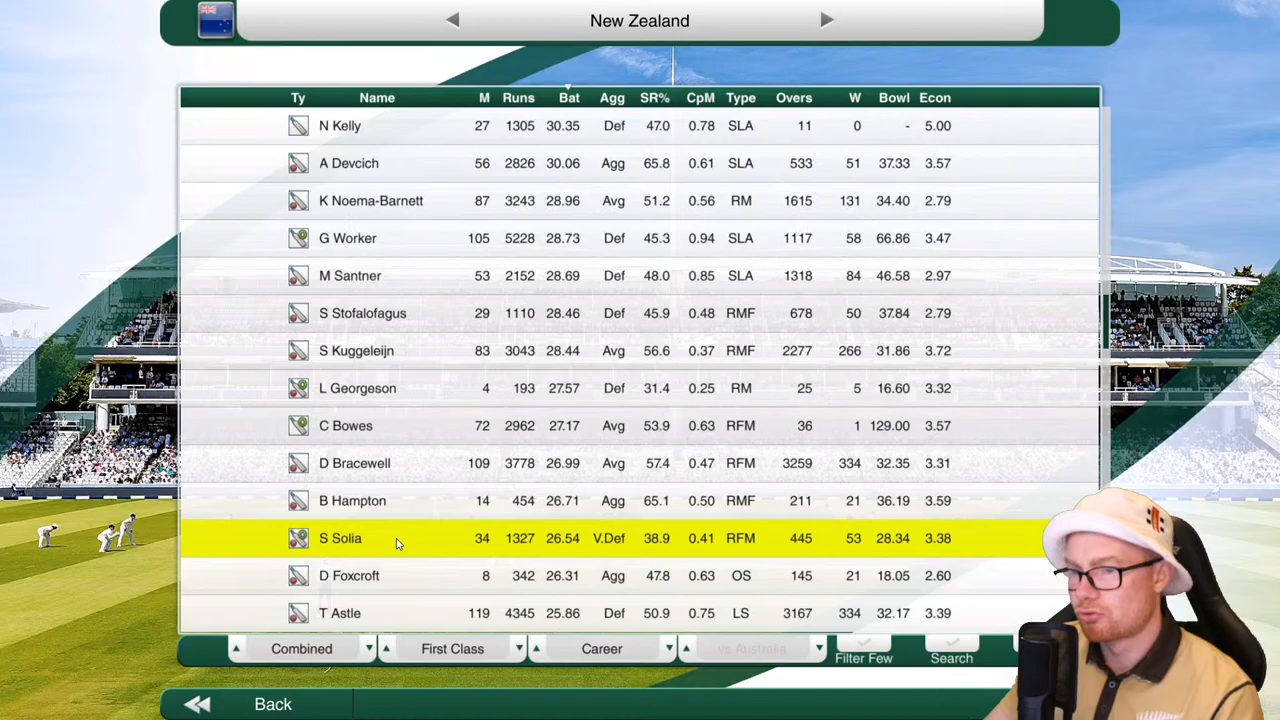 New Zealand
Ty Name M Runs Bat Agg SR% CpM Type Overs W Bowl Econ
N Kelly 27 1305 30.35 Def 47.0 0.78 SLA 11 0 - 5.00
A Devcich 56 2826 30.06 Agg 65.8 0.61 SLA 533 51 37.33 3.57
K Noema-Barnett 87 3243 28.96 Avg 51.2 0.56 RM 1615 131 34.40 2.79
G Worker 105 5228 28.73 Def 45.3 0.94 SLA 1117 58 66.86 3.47
M Santner 53 2152 28.69 Def 48.0 0.85 SLA 1318 84 46.58 2.97
S Stofalofagus 29 1110 28.46 Def 45.9 0.48 RMF 678 50 37.84 2.79
S Kuggeleijn 83 3043 28.44 Avg 56.6 0.37 RMF 2277 266 31.86 3.72
L Georgeson 4 193 27.57 Def 31.4 0.25 RM 25 5 16.60 3.32
C Bowes 72 2962 27.17 Avg 53.9 0.63 RFM 36 1 129.00 3.57
D Bracewell 109 3778 26.99 Avg 57.4 0.47 RFM 3259 334 32.35 3.31
B Hampton 14 454 26.71 Agg 65.1 0.50 RMF 211 21 36.19 3.59
S Solia 34 1327 26.54 V.Def 38.9 0.41 RFM 445 53 28.34 3.38
D Foxcroft 8 342 26.31 Agg 47.8 0.63 OS 145 21 18.05 2.60
T Astle 119 4345 25.86 Def 50.9 0.75 LS 3167 334 32.17 3.39
Combined First Class Career vs Australia Filter Few Search
Back